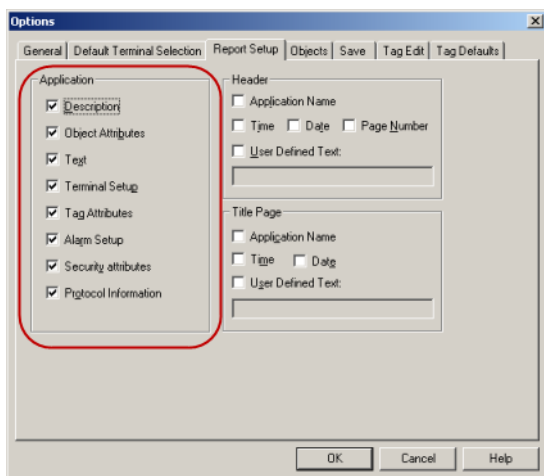 Options
General Default Terminal Selection Report Setup Objects Save Tag Edit Tag Defaults
Application
Description
Object Attributes
Text
Terminal Setup
Tag Attributes
Alarm Setup
Security attributes
Protocol Information
Header
Application Name
Time Date Page Number
User Defined Text:
Title Page
Application Name
Time Date
User Defined Text:
OK Cancel Help